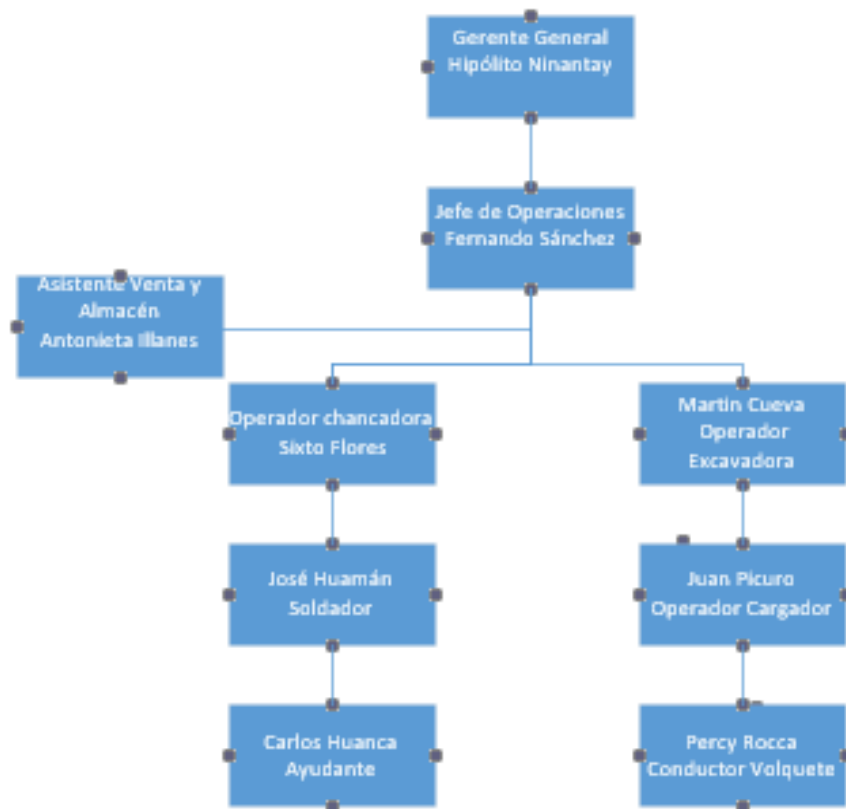 Gerente General
Hipólito Ninantay
Jefe de Operaciones
Fernando Sánchez
Asistente Venta y
Almacén
Antonieta Illanes
Operador chancadora
Sixto Flores
Martin Cueva
Operador
Excavadora
José Huamán
Soldador
Juan Picuro
Operador Cargador
Carlos Huanca
Ayudante
Percy Rocca
Conductor Volquete